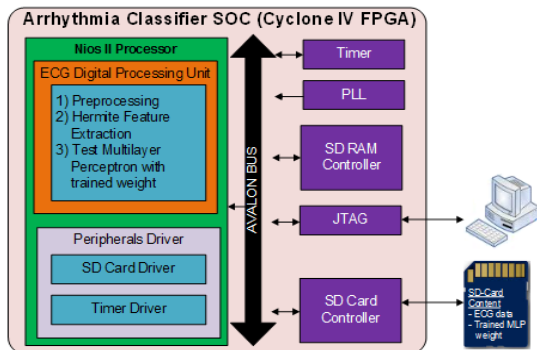 Arrhythmia Classifier SOC (Cyclone IV FPGA)
Nios II Processor
ECG Digital Processing Unit
1) Preprocessing
2) Hermite Feature
Extraction
3) Test Multilayer
Perceptron with
trained weight
Peripherals Driver
SD Card Driver
Timer Driver
AVALON BUS
Timer
PLL
SD RAM
Controller
JTAG
SD Card
Controller
SD-Card
Content
- ECG data
- Trained MLP
weight